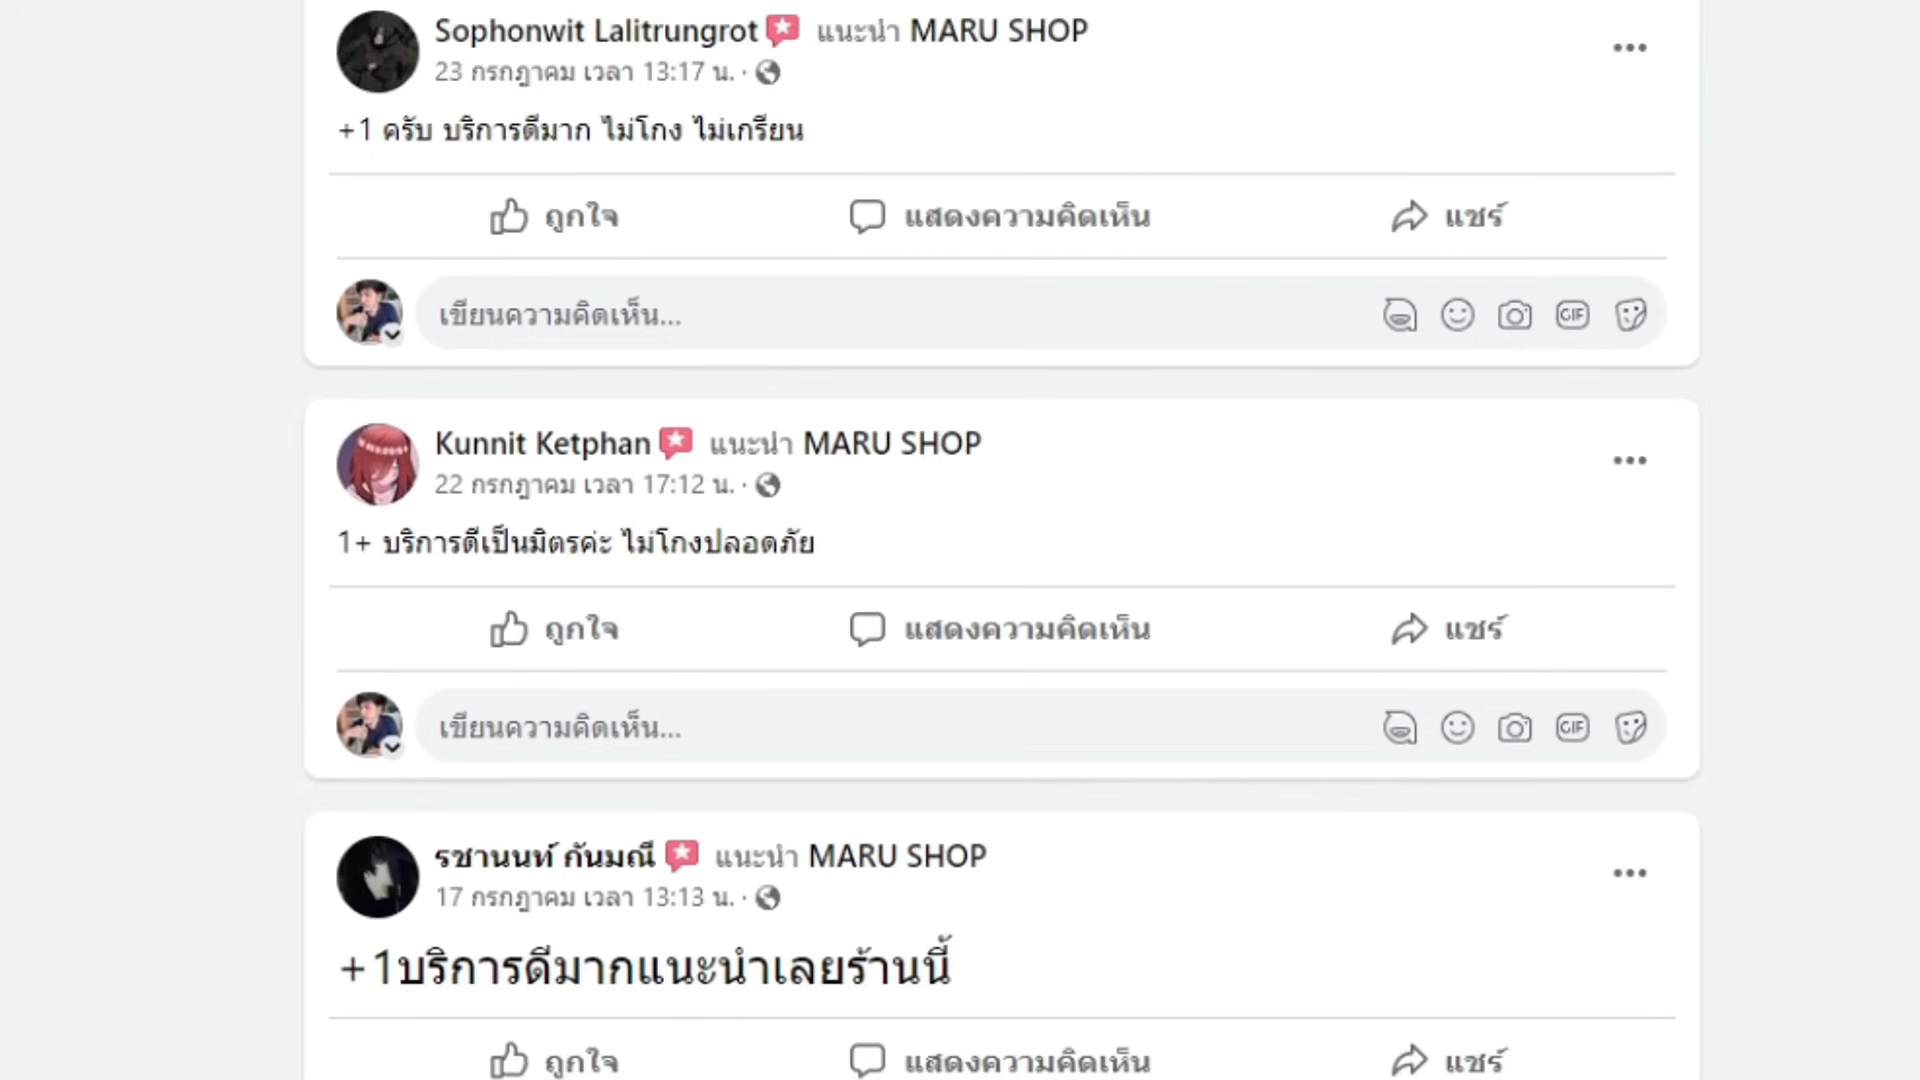 Sophonwit Lalitrungrot แนะนำ MARU SHOP
23 กรกฎาคม เวลา 13:17 น. ·
+1 ครับ บริการดีมาก ไม่โกง ไม่เกรียน
ถูกใจ แสดงความคิดเห็น แชร์
เขียนความคิดเห็น... GIF
Kunnit Ketphan แนะนำ MARU SHOP
22 กรกฎาคม เวลา 17:12 น. ·
1+ บริการดีเป็นมิตรค่ะ ไม่โกงปลอดภัย
ถูกใจ แสดงความคิดเห็น แชร์
เขียนความคิดเห็น... GIF
รชานนท์ กันมณี แนะนำ MARU SHOP
17 กรกฎาคม เวลา 13:13 น. ·
+1บริการดีมากแนะนำเลยร้านนี้
ถูกใจ แสดงความคิดเห็น แชร์